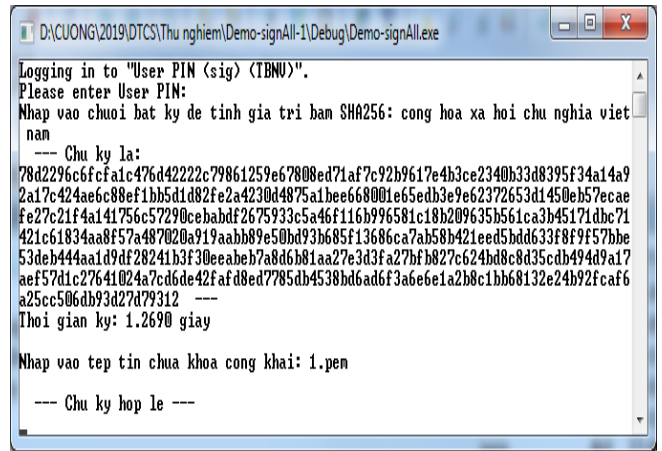 D:\CUONG\2019\DTCS\Thu nghiem\Demo-signAll-1\Debug\Demo-signAll.exe
Logging in to "User PIN (sig) (TBNV)".
Please enter User PIN:
Nhap vao chuoi bat ky de tinh gia tri bam SHA256: cong hoa xa hoi chu nghia viet
nam
--- Chu ky la:
78d2296c6fcfa1c476d42222c79861259e67808ed71af7c92b9617e4b3ce2340b33d8395f34a14a9
2a17c424ae6c88ef1bb5d1d82fe2a4230d4875a1bee668001e65edb3e9e62372653d1450eb57ecae
fe27c21f4a141756c57290cebabdf2675933c5a46f116b996581c18b209635b561ca3b45171dbc71
421c61834aa8f57a487020a919aabb89e50bd93b685f13686ca7ab58b421eed5bdd633f8f9f57bbe
53deb444aa1d9df28241b3f30eeabeb7a8d6b81aa27e3d3fa27bfb827c624bd8c8d35cdb494d9a17
aef57d1c27641024a7cd6de42fafd8ed7785db4538bd6ad6f3a6e6e1a2b8c1bb68132e24b92fcaf6
a25cc506db93d27d79312 ---
Thoi gian ky: 1.2690 giay
Nhap vao tep tin chua khoa cong khai: 1.pem
--- Chu ky hop le ---